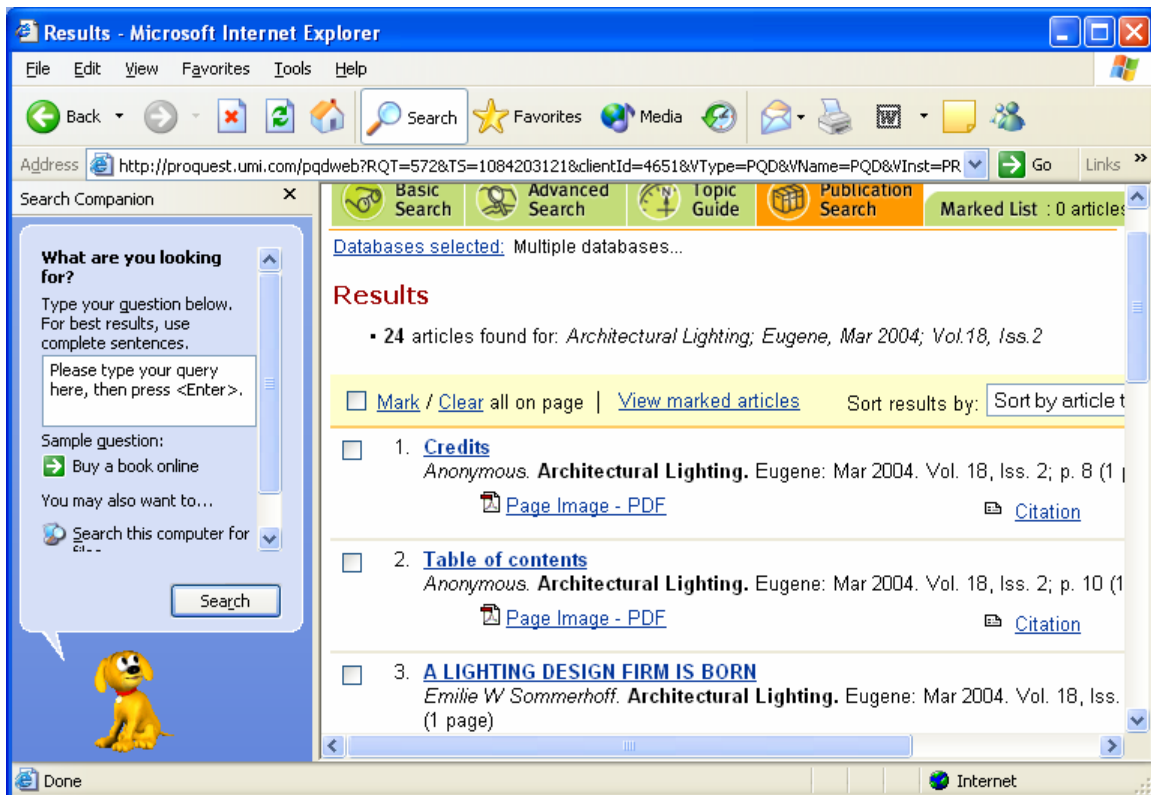 Results - Microsoft Internet Explorer
File Edit View Favorites Tools Help
Back Search Favorites Media
Address http://proquest.umi.com/pqdweb?RQT=572&TS=1084203121&clientId=4651&VType=PQD&VName=PQD&VInst=PR Go Links »
Search Companion
What are you looking
for?
Type your question below.
For best results, use
complete sentences.
Please type your query
here, then press <Enter>.
Sample question:
Buy a book online
You may also want to...
Search this computer for
Search
Basic
Search
Advanced
Search
Topic
Guide
Publication
Search
Marked List : 0 articles
Databases selected: Multiple databases...
Results
▪ 24 articles found for: Architectural Lighting; Eugene, Mar 2004; Vol.18, Iss.2
Mark / Clear all on page | View marked articles Sort results by: Sort by article t
1. Credits
Anonymous. Architectural Lighting. Eugene: Mar 2004. Vol. 18, Iss. 2; p. 8 (1 p
Page Image - PDF Citation
2. Table of contents
Anonymous. Architectural Lighting. Eugene: Mar 2004. Vol. 18, Iss. 2; p. 10 (1
Page Image - PDF Citation
3. A LIGHTING DESIGN FIRM IS BORN
Emilie W Sommerhoff. Architectural Lighting. Eugene: Mar 2004. Vol. 18, Iss.
(1 page)
Done Internet